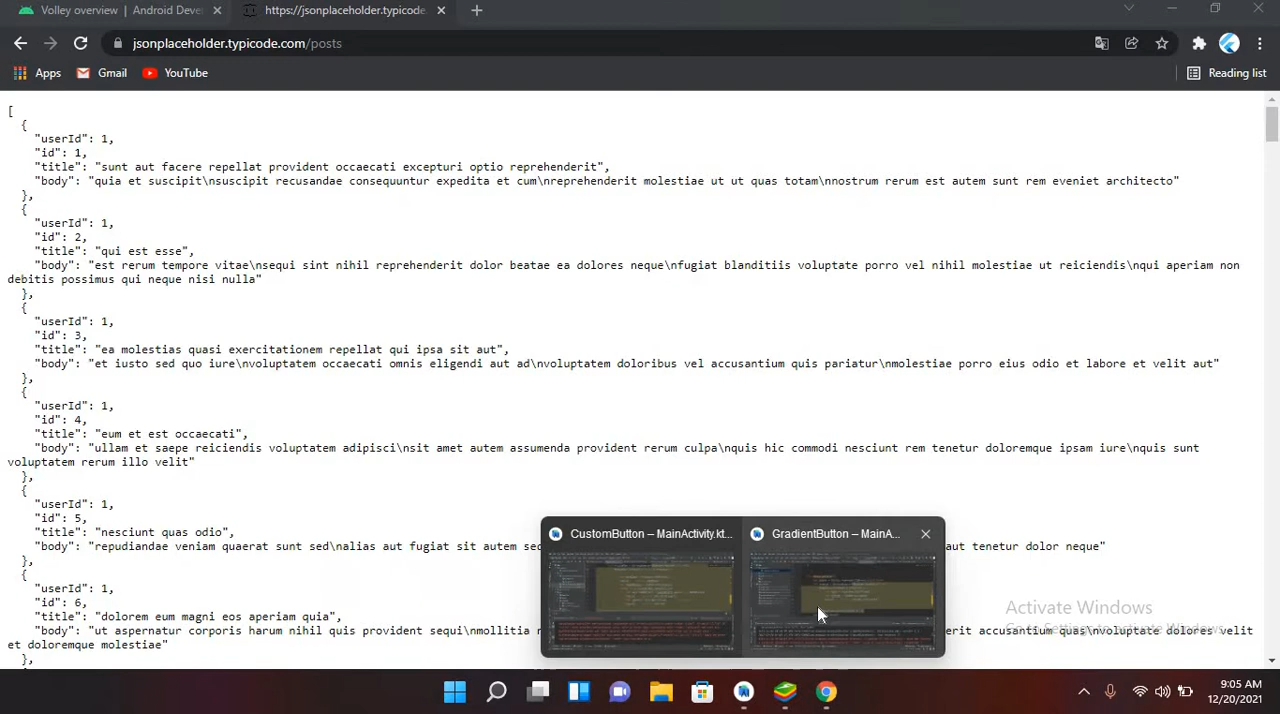 Volley overview | Android Deve
https://jsonplaceholder.typicode.
jsonplaceholder.typicode.com/posts
Apps
Gmail
YouTube
Reading list
[
{
"userId": 1,
"id": 1,
"title": "sunt aut facere repellat provident occaecati excepturi optio reprehenderit",
"body": "quia et suscipit\nsuscipit recusandae consequuntur expedita et cum\nreprehenderit molestiae ut ut quas totam\nnostrum rerum est autem sunt rem eveniet architecto"
},
{
"userId": 1,
"id": 2,
"title": "qui est esse",
"body": "est rerum tempore vitae\nsequi sint nihil reprehenderit dolor beatae ea dolores neque\nfugiat blanditiis voluptate porro vel nihil molestiae ut reiciendis\nqui aperiam non
debitis possimus qui neque nisi nulla"
},
{
"userId": 1,
"id": 3,
"title": "ea molestias quasi exercitationem repellat qui ipsa sit aut",
"body": "et iusto sed quo iure\nvoluptatem occaecati omnis eligendi aut ad\nvoluptatem doloribus vel accusantium quis pariatur\nmolestiae porro eius odio et labore et velit aut"
},
{
"userId": 1,
"id": 4,
"title": "eum et est occaecati",
"body": "ullam et saepe reiciendis voluptatem adipisci\nsit amet autem assumenda provident rerum culpa\nquis hic commodi nesciunt rem tenetur doloremque ipsam iure\nquis sunt
voluptatem rerum illo velit"
},
{
"userId": 1,
"id": 5,
"title": "nesciunt quas odio",
"body": "repudiandae veniam quaerat sunt sed\nalias aut fugiat sit autem sed aut tenetur dolor neque"
},
{
"userId": 1,
"id": 6,
"title": "dolorem eum magni eos aperiam quia",
"body": "ut aspernatur corporis harum nihil quis provident sequi\nmollitia accusantium quas\nvoluptate dolores velit
et doloremque molestiae"
},
CustomButton – MainActivity.kt...
GradientButton – MainA...
Activate Windows
9:05 AM
12/20/2021